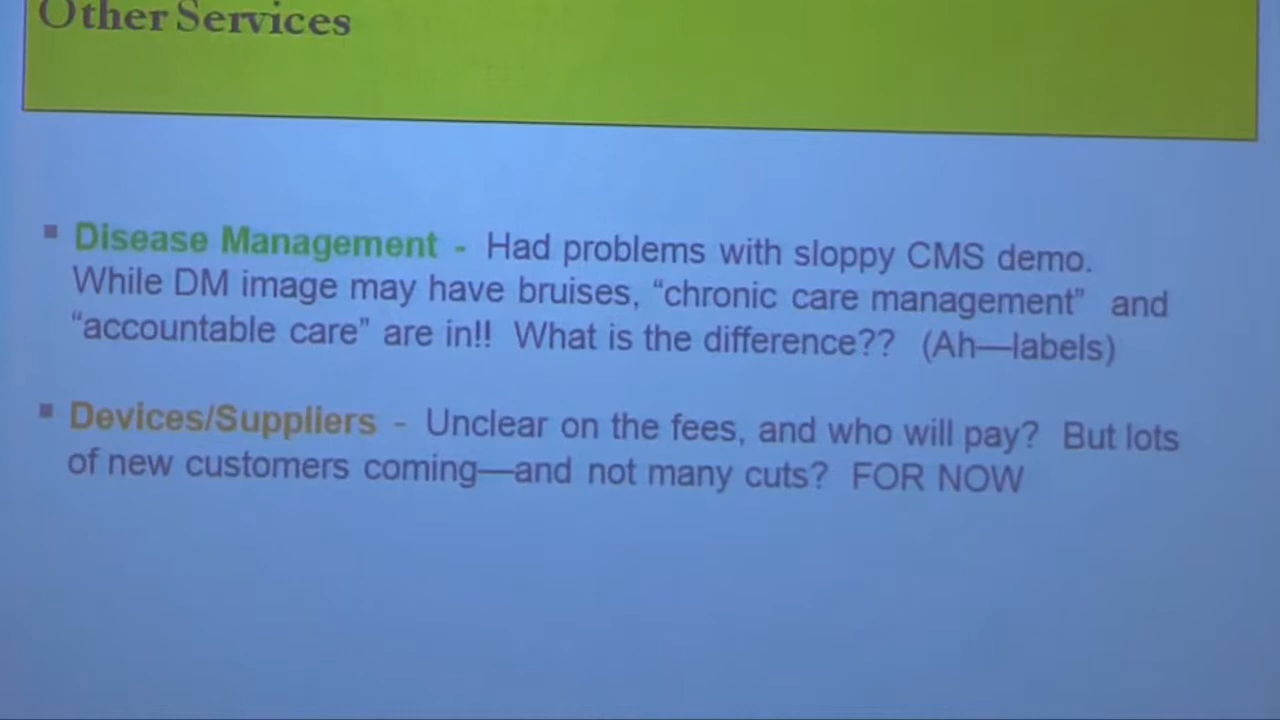 Other Services
▪ Disease Management - Had problems with sloppy CMS demo.
While DM image may have bruises, “chronic care management” and
“accountable care” are in!! What is the difference?? (Ah—labels)
▪ Devices/Suppliers - Unclear on the fees, and who will pay? But lots
of new customers coming—and not many cuts? FOR NOW